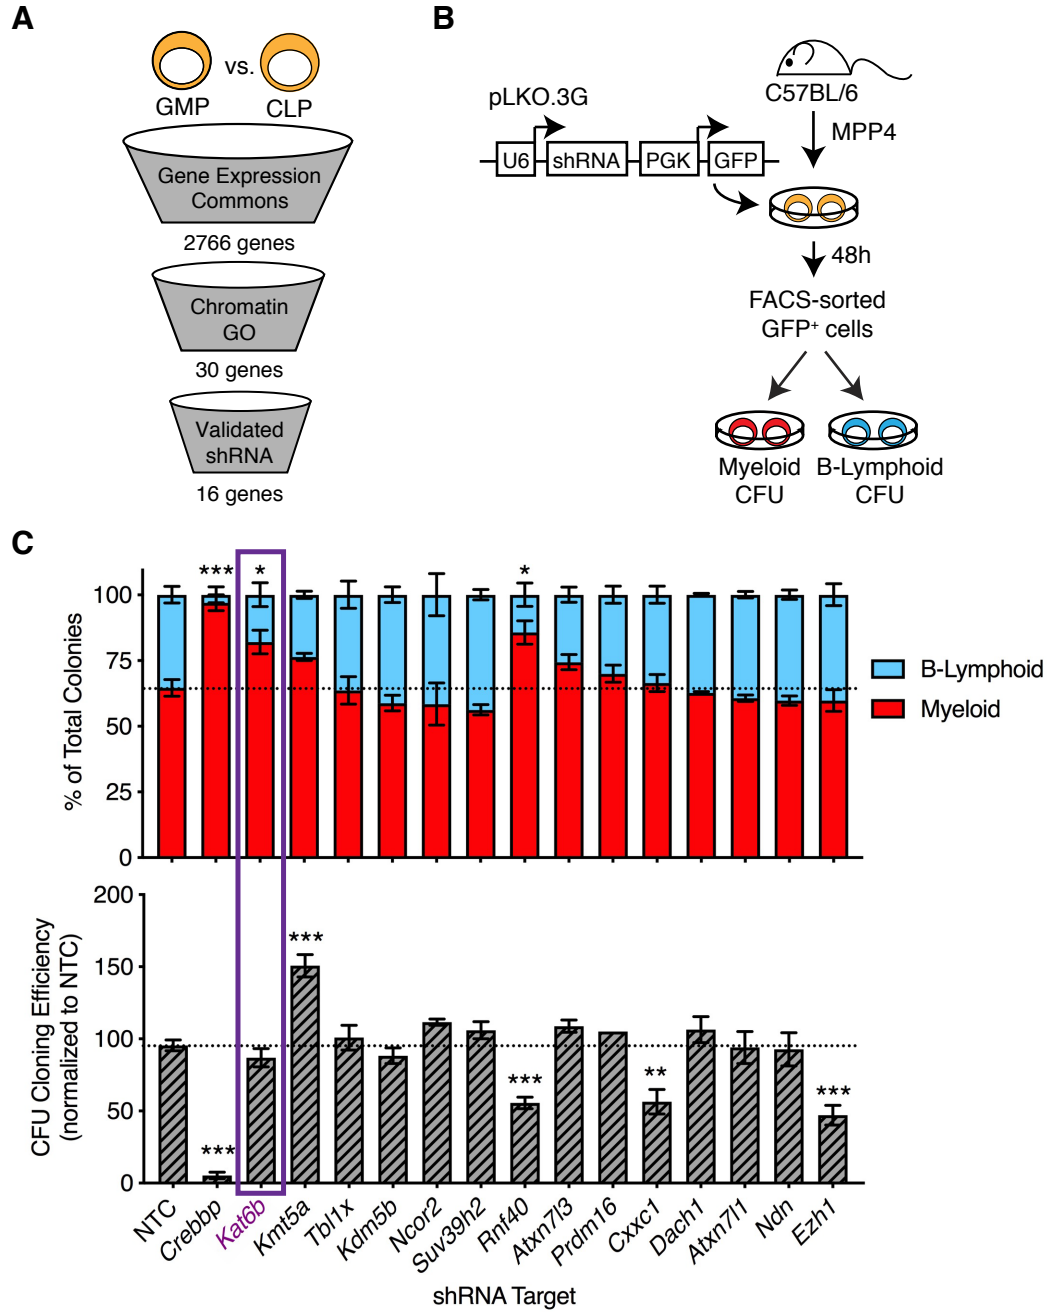 A
GMP
vs.
CLP
Gene Expression
Commons
2766 genes
Chromatin
GO
30 genes
Validated
shRNA
16 genes
B
pLKO.3G
U6
shRNA
PGK
GFP
C57BL/6
MPP4
48h
FACS-sorted
GFP+ cells
Myeloid
CFU
B-Lymphoid
CFU
C
% of Total Colonies
100
75
50
25
0
***
*
*
B-Lymphoid
Myeloid
CFU Cloning Efficiency
(normalized to NTC)
200
150
100
50
0
***
***
***
**
***
NTC
Crebbp
Kat6b
Kmt5a
Tbl1x
Kdm5b
Ncor2
Suv39h2
Rnf40
Atxn7l3
Prdm16
Cxxc1
Dach1
Atxn7l1
Ndn
Ezh1
shRNA Target